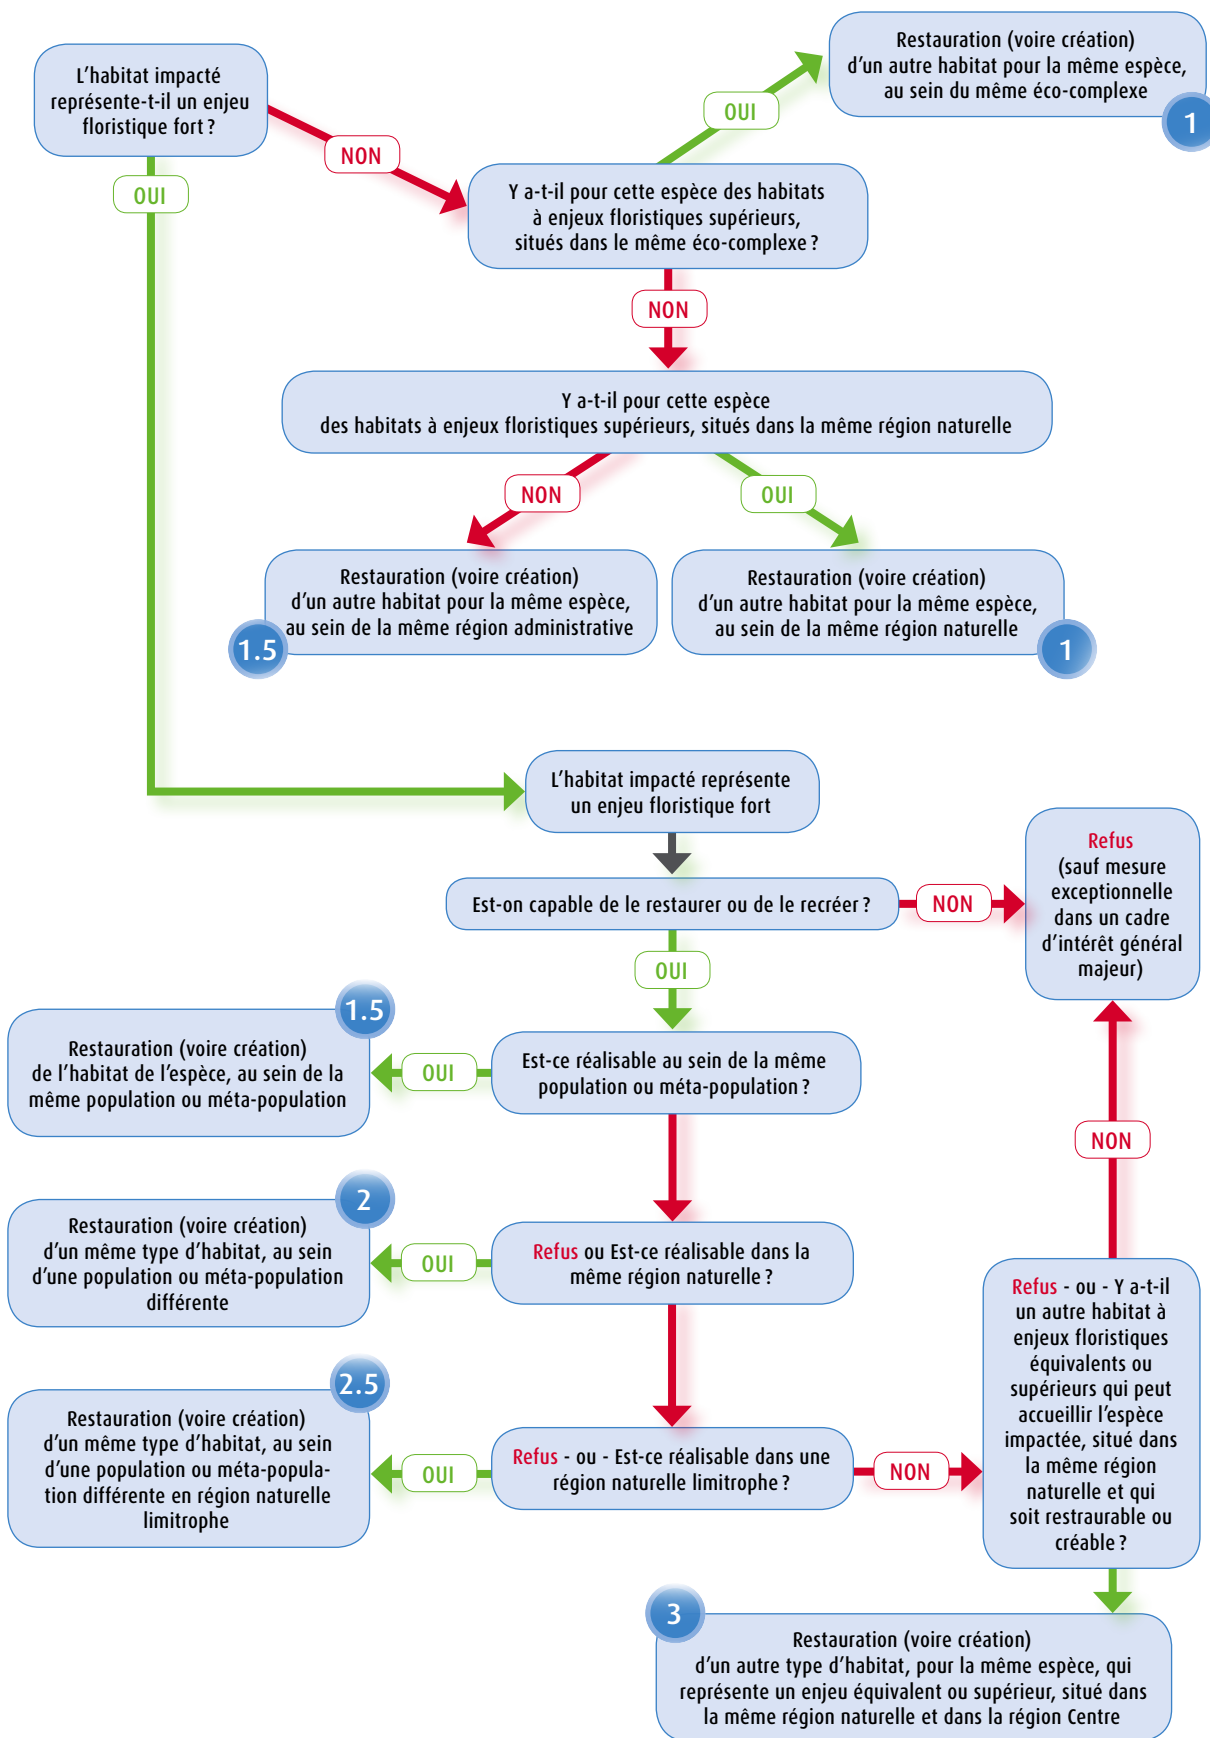 L'habitat impacté
représente-t-il un enjeu
floristique fort ?
OUI
NON
Restauration (voire création)
d'un autre habitat pour la même espèce,
au sein du même éco-complexe
1
OUI
Y a-t-il pour cette espèce des habitats
à enjeux floristiques supérieurs,
situés dans le même éco-complexe ?
NON
Y a-t-il pour cette espèce
des habitats à enjeux floristiques supérieurs, situés dans la même région naturelle
NON
OUI
Restauration (voire création)
d'un autre habitat pour la même espèce,
au sein de la même région administrative
1.5
Restauration (voire création)
d'un autre habitat pour la même espèce,
au sein de la même région naturelle
1
L'habitat impacté représente
un enjeu floristique fort
Est-on capable de le restaurer ou de le recréer ?
NON
Refus
(sauf mesure
exceptionnelle
dans un cadre
d'intérêt général
majeur)
OUI
1.5
Restauration (voire création)
de l'habitat de l'espèce, au sein de la
même population ou méta-population
OUI
Est-ce réalisable au sein de la même
population ou méta-population ?
NON
2
Restauration (voire création)
d'un même type d'habitat, au sein
d'une population ou méta-population
différente
OUI
Refus ou Est-ce réalisable dans la
même région naturelle ?
2.5
Restauration (voire création)
d'un même type d'habitat, au sein
d'une population ou méta-popula-
tion différente en région naturelle
limitrophe
OUI
Refus - ou - Est-ce réalisable dans une
région naturelle limitrophe ?
NON
Refus - ou - Y a-t-il
un autre habitat à
enjeux floristiques
équivalents ou
supérieurs qui peut
accueillir l'espèce
impactée, situé dans
la même région
naturelle et qui
soit restraurable ou
créable ?
3
Restauration (voire création)
d'un autre type d'habitat, pour la même espèce, qui
représente un enjeu équivalent ou supérieur, situé dans
la même région naturelle et dans la région Centre